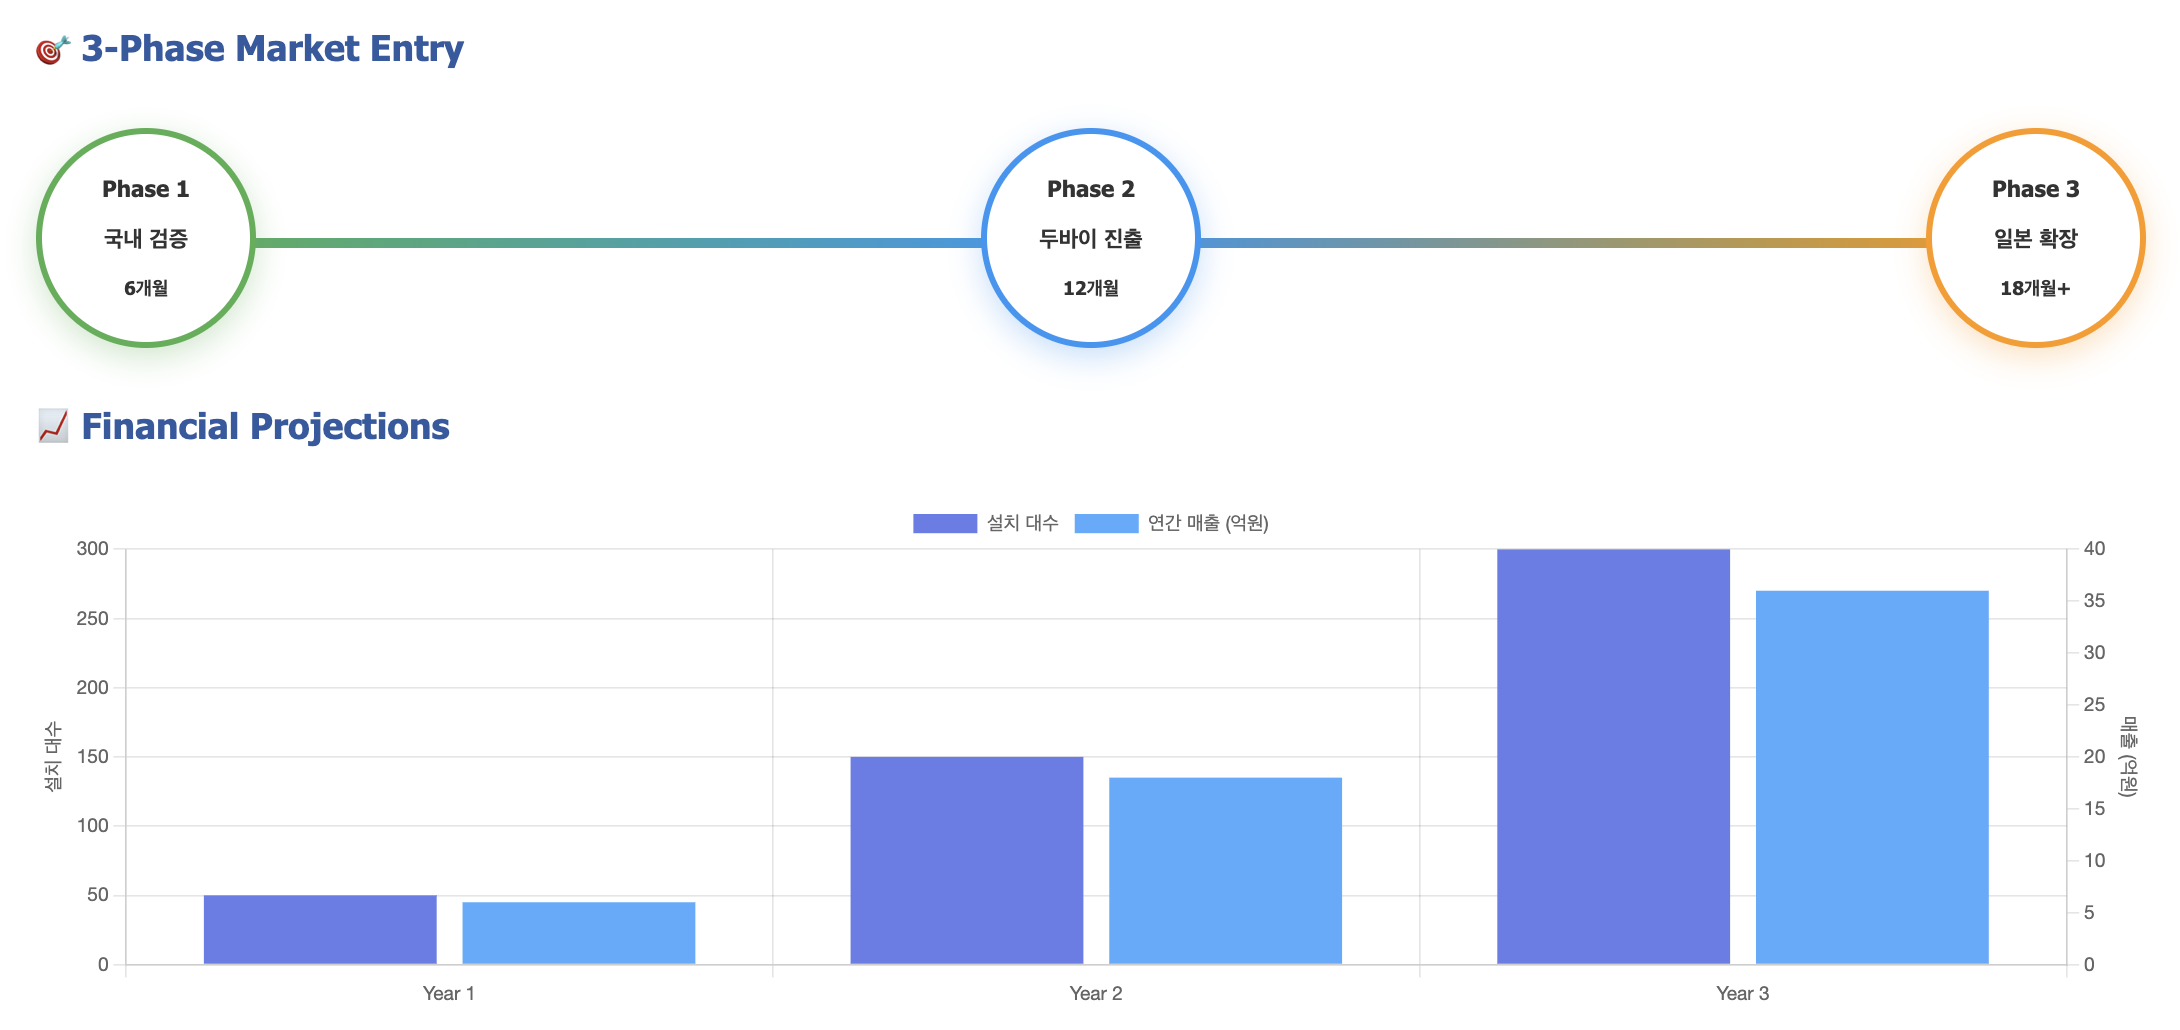 🎯 3-Phase Market Entry
Phase 1
국내 검증
6개월
Phase 2
두바이 진출
12개월
Phase 3
일본 확장
18개월+
📈 Financial Projections
설치 대수
연간 매출 (억원)
설치 대수
300
250
200
150
100
50
0
40
35
30
25
20
15
10
5
0
매출 (억원)
Year 1
Year 2
Year 3